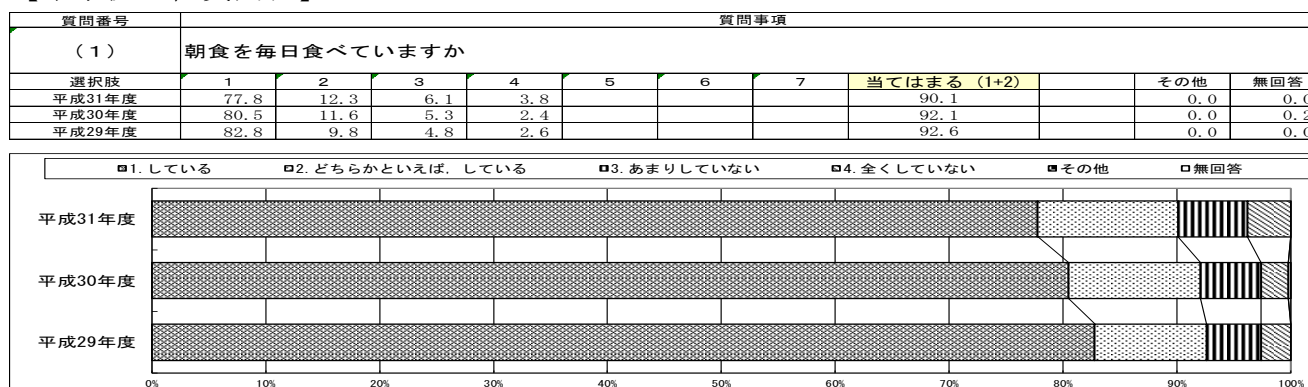 質問番号 質問事項
(1) 朝食を毎日食べていますか
選択肢 1 2 3 4 5 6 7 当てはまる (1+2) その他 無回答
平成31年度 77.8 12.3 6.1 3.8 90.1 0.0
平成30年度 80.5 11.6 5.3 2.4 92.1 0.0
平成29年度 82.8 9.8 4.8 2.6 92.6 0.0
1.している 2.どちらかといえば，している 3.あまりしていない 4.全くしていない その他 無回答
平成31年度
平成30年度
平成29年度
0% 10% 20% 30% 40% 50% 60% 70% 80% 90% 100%